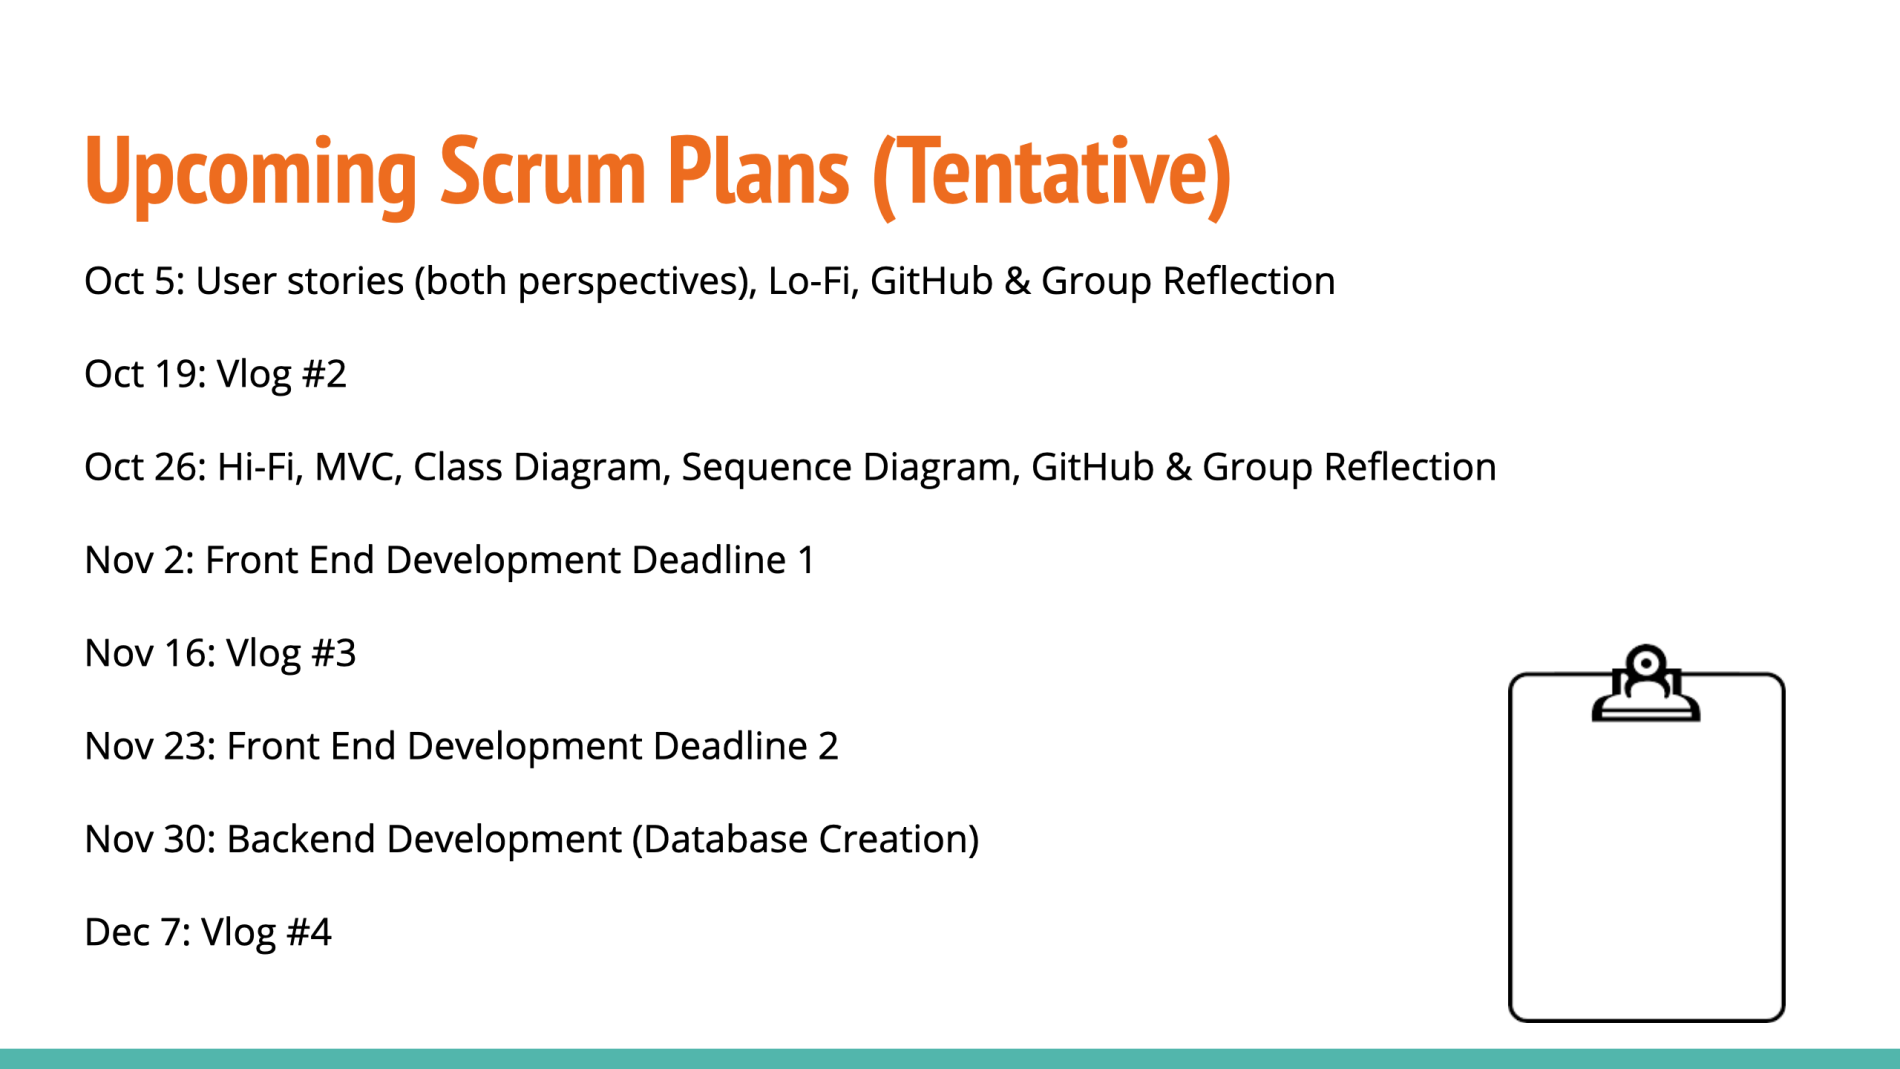 Upcoming Scrum Plans (Tentative)
Oct 5: User stories (both perspectives), Lo-Fi, GitHub & Group Reflection
Oct 19: Vlog #2
Oct 26: Hi-Fi, MVC, Class Diagram, Sequence Diagram, GitHub & Group Reflection
Nov 2: Front End Development Deadline 1
Nov 16: Vlog #3
Nov 23: Front End Development Deadline 2
Nov 30: Backend Development (Database Creation)
Dec 7: Vlog #4